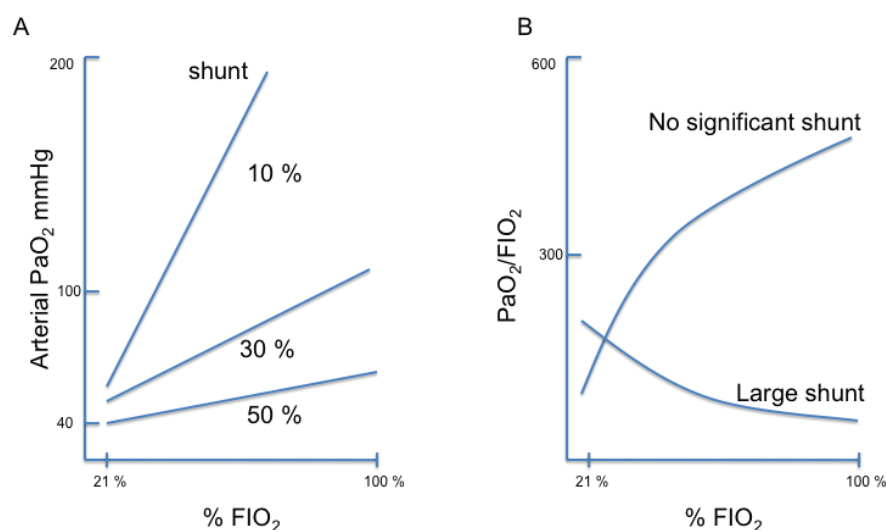 A
200
shunt
10 %
Arterial PaO₂ mmHg
100
30 %
50 %
40
21 %
100 %
% FIO₂
B
600
No significant shunt
PaO₂/FIO₂
300
Large shunt
21 %
100 %
% FIO₂